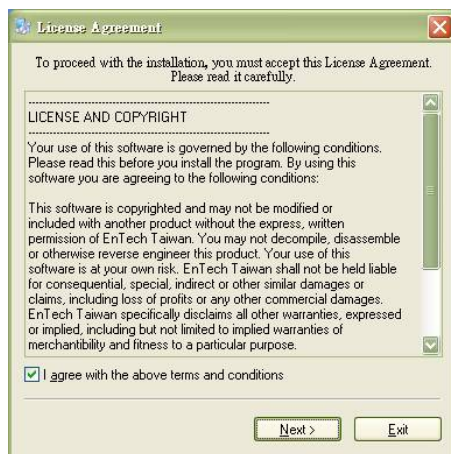 License Agreement
To proceed with the installation, you must accept this License Agreement.
Please read it carefully.
------------------------------------------------------------
LICENSE AND COPYRIGHT
------------------------------------------------------------
Your use of this software is governed by the following conditions.
Please read this before you install the program. By using this
software you are agreeing to the following conditions:
This software is copyrighted and may not be modified or
included with another product without the express, written
permission of EnTech Taiwan. You may not decompile, disassemble
or otherwise reverse engineer this product. Your use of this
software is at your own risk. EnTech Taiwan shall not be held liable
for consequential, special, indirect or other similar damages or
claims, including loss of profits or any other commercial damages.
EnTech Taiwan specifically disclaims all other warranties, expressed
or implied, including but not limited to implied warranties of
merchantibility and fitness to a particular purpose.
I agree with the above terms and conditions
Next >
Exit